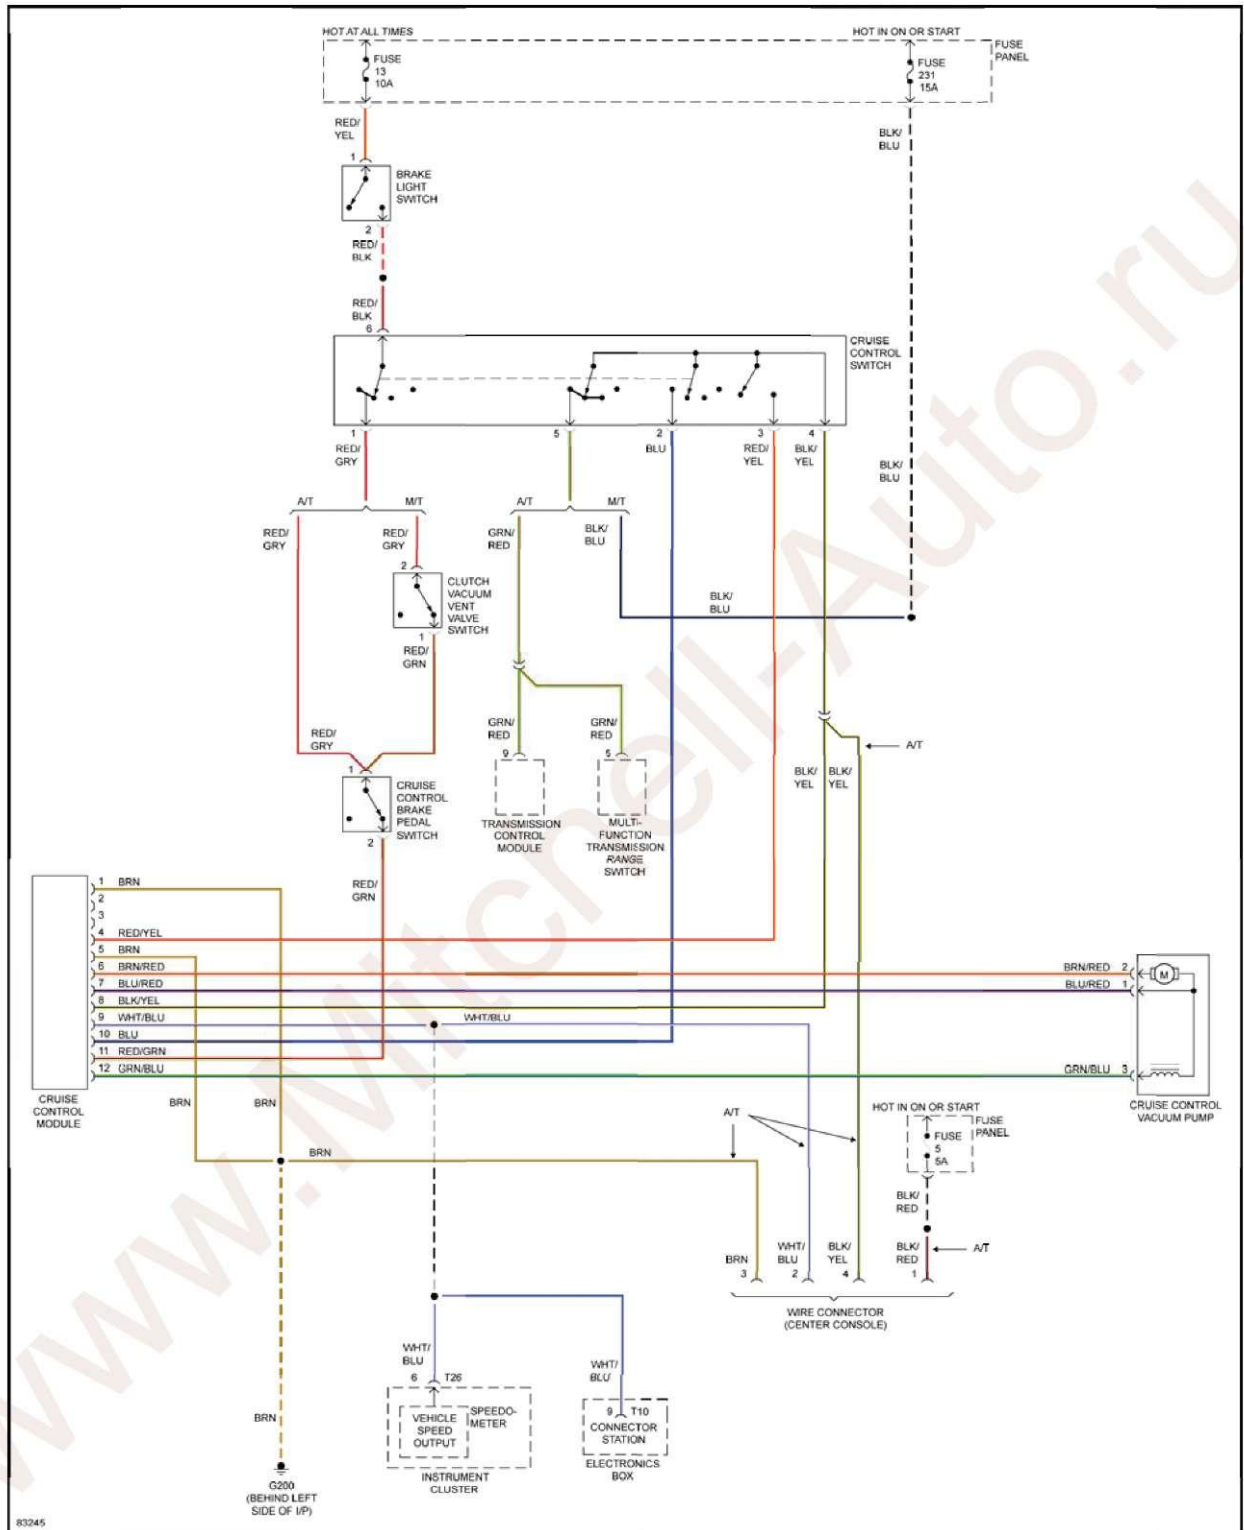 HOT AT ALL TIMES
HOT IN ON OR START
FUSE
13
10A
FUSE
231
15A
FUSE
PANEL
RED/
YEL
BLK/
BLU
1
BRAKE
LIGHT
SWITCH
2
RED/
BLK
RED/
BLK
6
CRUISE
CONTROL
SWITCH
1
5
2
3
4
RED/
GRY
BLU
RED/
YEL
BLK/
YEL
BLK/
BLU
A/T
M/T
A/T
M/T
RED/
GRY
RED/
GRY
GRN/
RED
BLK/
BLU
2
CLUTCH
VACUUM
VENT
VALVE
SWITCH
1
RED/
GRN
BLK/
BLU
RED/
GRY
GRN/
RED
GRN/
RED
9
5
A/T
BLK/
YEL
BLK/
YEL
1
CRUISE
CONTROL
BRAKE
PEDAL
SWITCH
2
TRANSMISSION
CONTROL
MODULE
MULTI-
FUNCTION
TRANSMISSION
RANGE
SWITCH
RED/
GRN
1 BRN
2
3
4 RED/YEL
5 BRN
6 BRN/RED
7 BLU/RED
8 BLK/YEL
9 WHT/BLU
10 BLU
11 RED/GRN
12 GRN/BLU
WHT/BLU
BRN/RED 2
M
BLU/RED 1
GRN/BLU 3
CRUISE
CONTROL
MODULE
CRUISE CONTROL
VACUUM PUMP
BRN
BRN
BRN
A/T
HOT IN ON OR START
FUSE
5
5A
FUSE
PANEL
BLK/
RED
BLK/
RED
A/T
BRN
3
WHT/
BLU
2
BLK/
YEL
4
1
WIRE CONNECTOR
(CENTER CONSOLE)
WHT/
BLU
6 T26
WHT/
BLU
VEHICLE
SPEED
OUTPUT
SPEEDO-
METER
INSTRUMENT
CLUSTER
9 T10
CONNECTOR
STATION
ELECTRONICS
BOX
BRN
G200
(BEHIND LEFT
SIDE OF I/P)
83245
www.Mitchell-Auto.ru